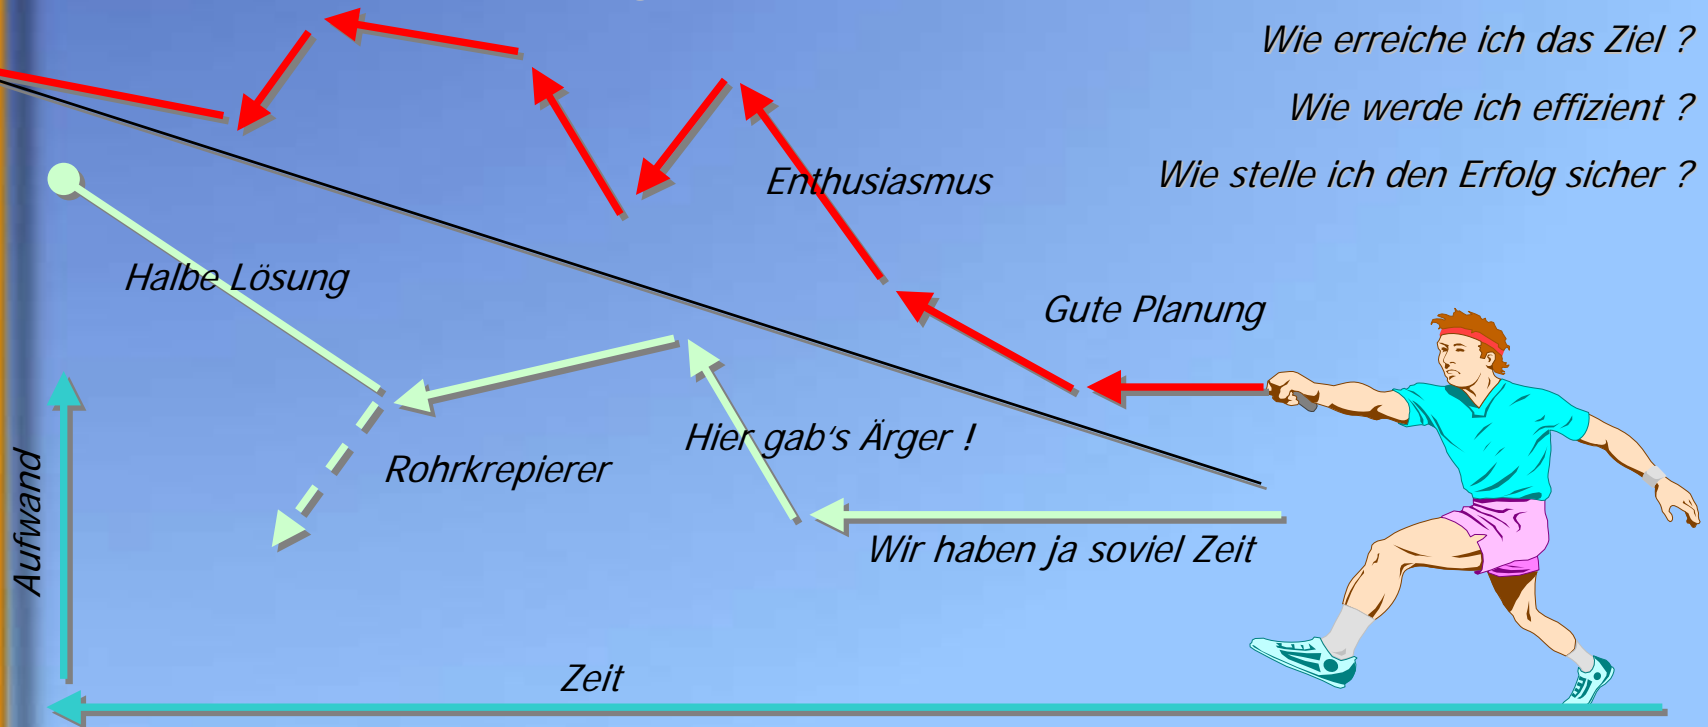 Wie erreiche ich das Ziel ?
Wie werde ich effizient ?
Wie stelle ich den Erfolg sicher ?
Enthusiasmus
Halbe Lösung
Gute Planung
Hier gab‘s Ärger !
Rohrkrepierer
Aufwand
Wir haben ja soviel Zeit
Zeit